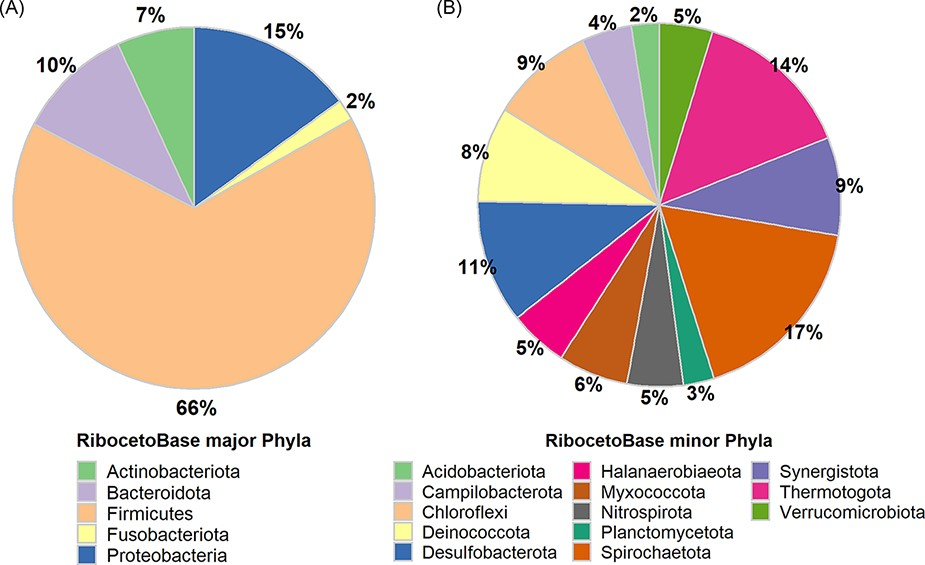 (A)
7%
15%
10%
2%
66%
RibocetoBase major Phyla
Actinobacteriota
Bacteroidota
Firmicutes
Fusobacteriota
Proteobacteria
(B)
2%
5%
4%
14%
9%
8%
9%
11%
17%
5%
6%
5%
3%
RibocetoBase minor Phyla
Acidobacteriota
Campilobacterota
Chloroflexi
Deinococcota
Desulfobacterota
Halanaerobiaeota
Myxococcota
Nitrospirota
Planctomycetota
Spirochaetota
Synergistota
Thermotogota
Verrucomicrobiota